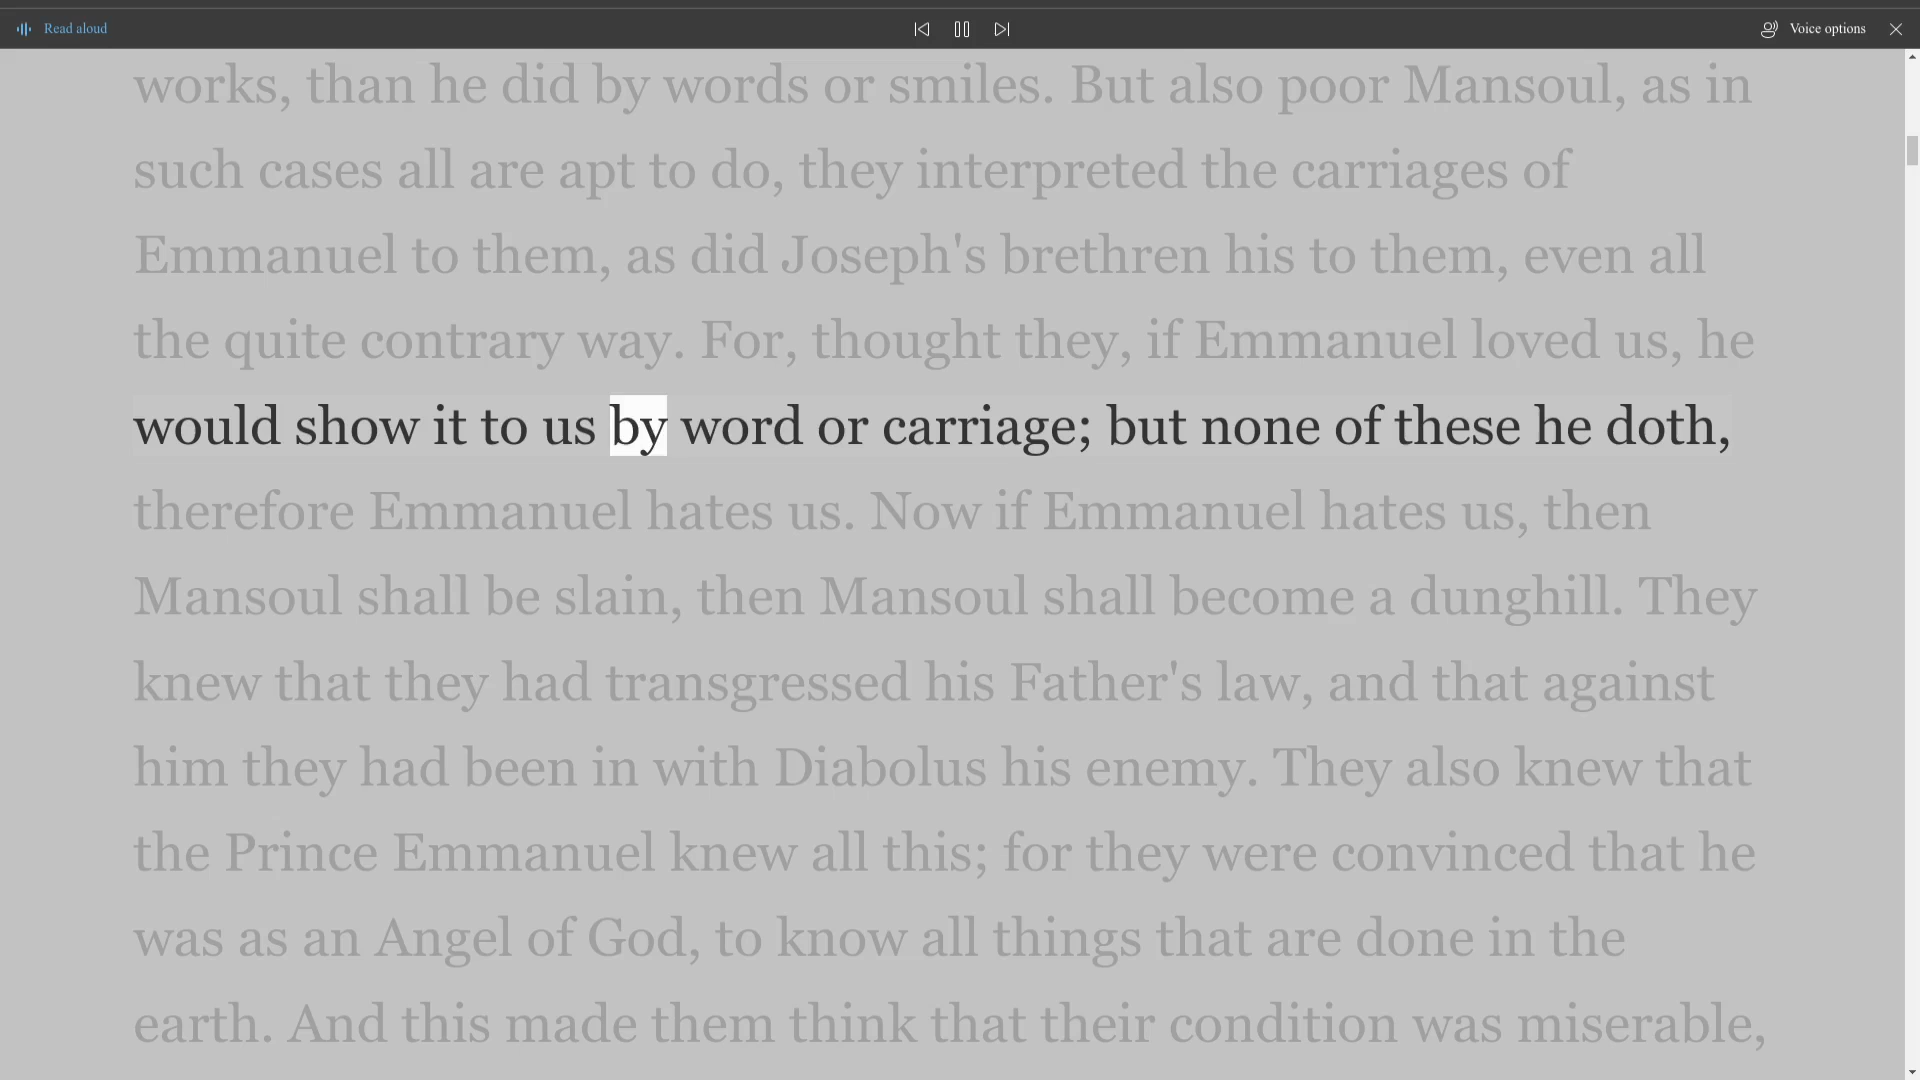 Read aloud
Voice options
works, than he did by words or smiles. But also poor Mansoul, as in
such cases all are apt to do, they interpreted the carriages of
Emmanuel to them, as did Joseph's brethren his to them, even all
the quite contrary way. For, thought they, if Emmanuel loved us, he
would show it to us by word or carriage; but none of these he doth,
therefore Emmanuel hates us. Now if Emmanuel hates us, then
Mansoul shall be slain, then Mansoul shall become a dunghill. They
knew that they had transgressed his Father's law, and that against
him they had been in with Diabolus his enemy. They also knew that
the Prince Emmanuel knew all this; for they were convinced that he
was as an Angel of God, to know all things that are done in the
earth. And this made them think that their condition was miserable,